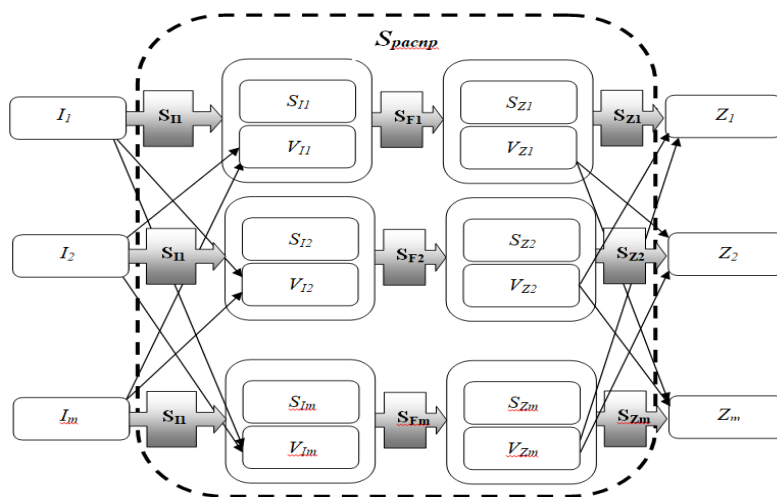 Sраспр
I1 SI1 SI1 VI1 SF1 SZ1 VZ1 SZ1 Z1
I2 SI1 SI2 VI2 SF2 SZ2 VZ2 SZ2 Z2
Im SI1 SIm VIm SFm SZm VZm SZm Zm